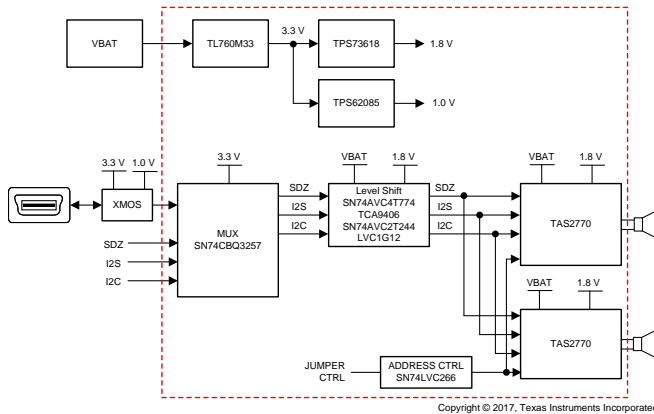 VBAT
TL760M33
3.3 V
TPS73618
1.8 V
TPS62085
1.0 V
3.3 V
1.0 V
XMOS
3.3 V
MUX
SN74CBQ3257
SDZ
I2S
I2C
SDZ
I2S
I2C
VBAT
1.8 V
Level Shift
SN74AVC4T774
TCA9406
SN74AVC2T244
LVC1G12
SDZ
I2S
I2C
VBAT
1.8 V
TAS2770
VBAT
1.8 V
TAS2770
JUMPER
CTRL
ADDRESS CTRL
SN74LVC266
Copyright © 2017, Texas Instruments Incorporated